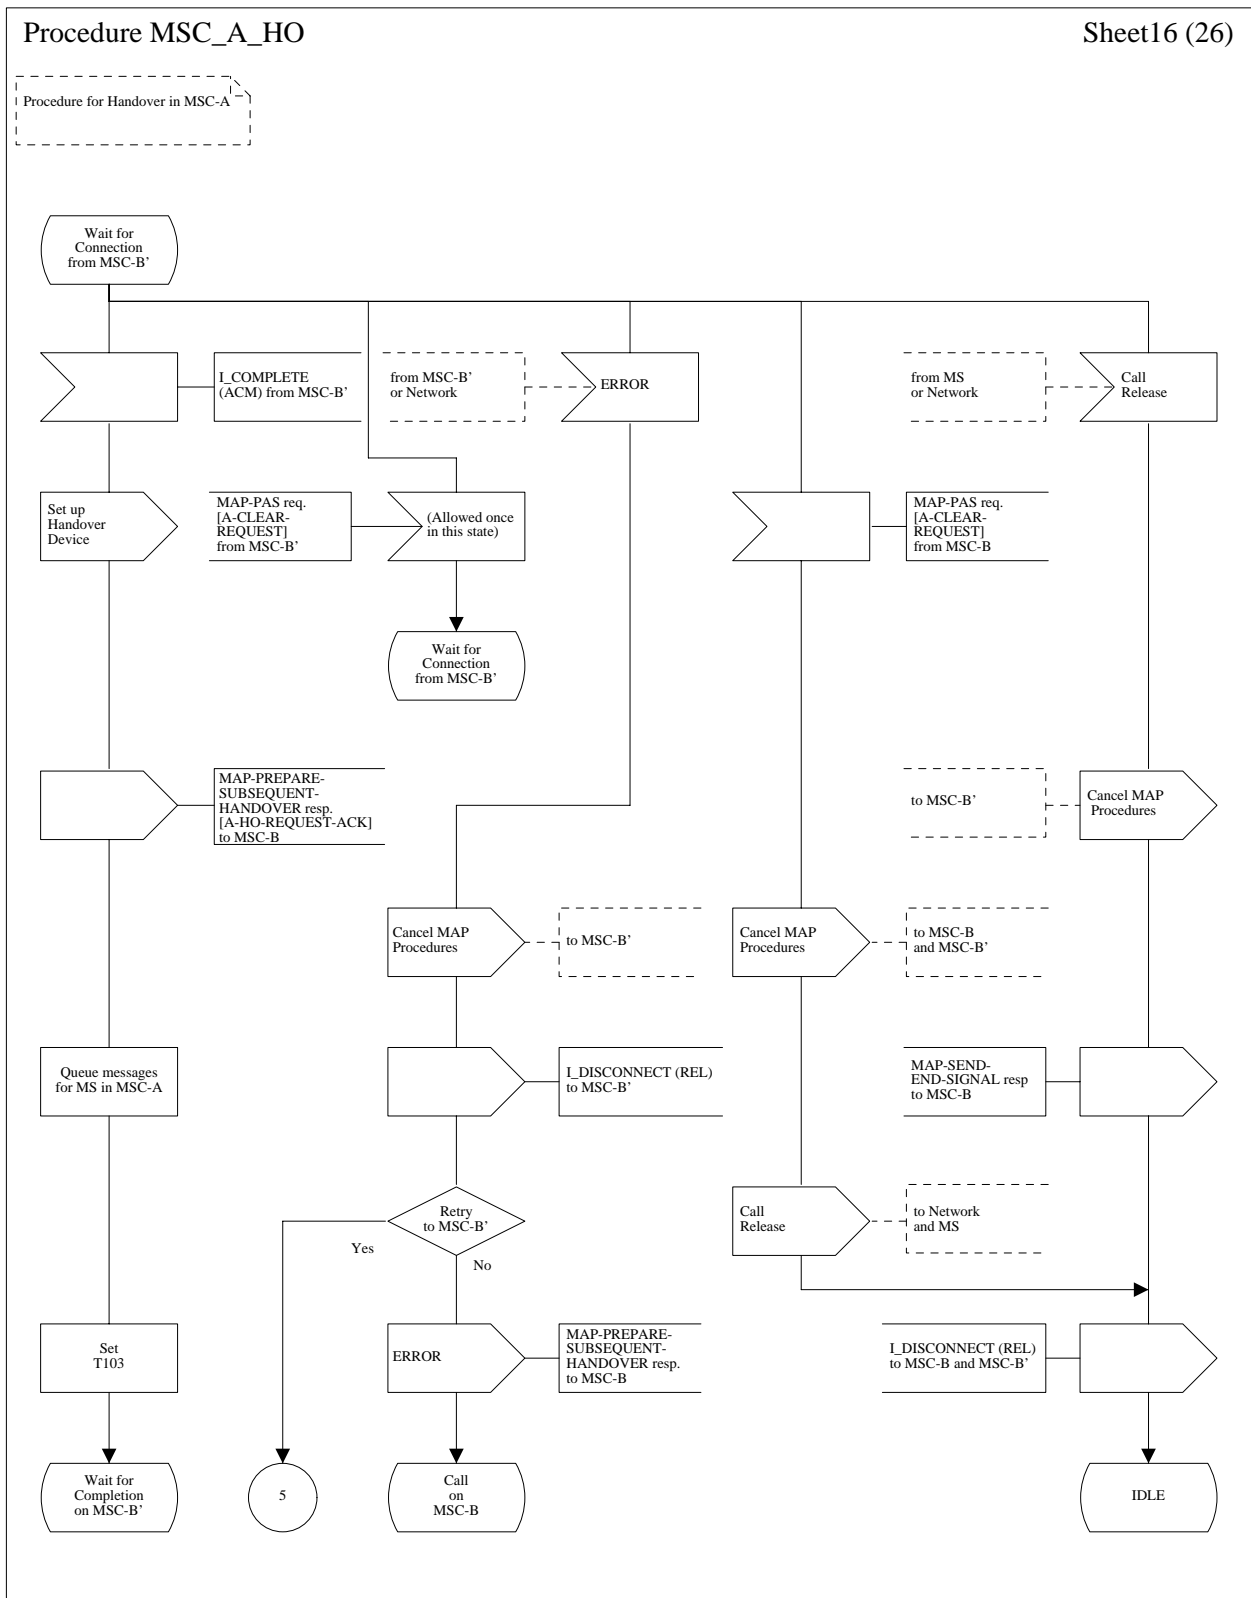 Procedure MSC_A_HO
Sheet16 (26)
Procedure for Handover in MSC-A
Wait for
Connection
from MSC-B’
I_COMPLETE
(ACM) from MSC-B’
from MSC-B’
or Network
ERROR
from MS
or Network
Call
Release
Set up
Handover
Device
MAP-PAS req.
[A-CLEAR-
REQUEST]
from MSC-B’
(Allowed once
in this state)
MAP-PAS req.
[A-CLEAR-
REQUEST]
from MSC-B
Wait for
Connection
from MSC-B’
MAP-PREPARE-
SUBSEQUENT-
HANDOVER resp.
[A-HO-REQUEST-ACK]
to MSC-B
to MSC-B’
Cancel MAP
Procedures
Cancel MAP
Procedures
to MSC-B’
Cancel MAP
Procedures
to MSC-B
and MSC-B’
Queue messages
for MS in MSC-A
I_DISCONNECT (REL)
to MSC-B’
MAP-SEND-
END-SIGNAL resp
to MSC-B
Retry
to MSC-B’
Yes
No
Call
Release
to Network
and MS
Set
T103
ERROR
MAP-PREPARE-
SUBSEQUENT-
HANDOVER resp.
to MSC-B
I_DISCONNECT (REL)
to MSC-B and MSC-B’
Wait for
Completion
on MSC-B’
5
Call
on
MSC-B
IDLE